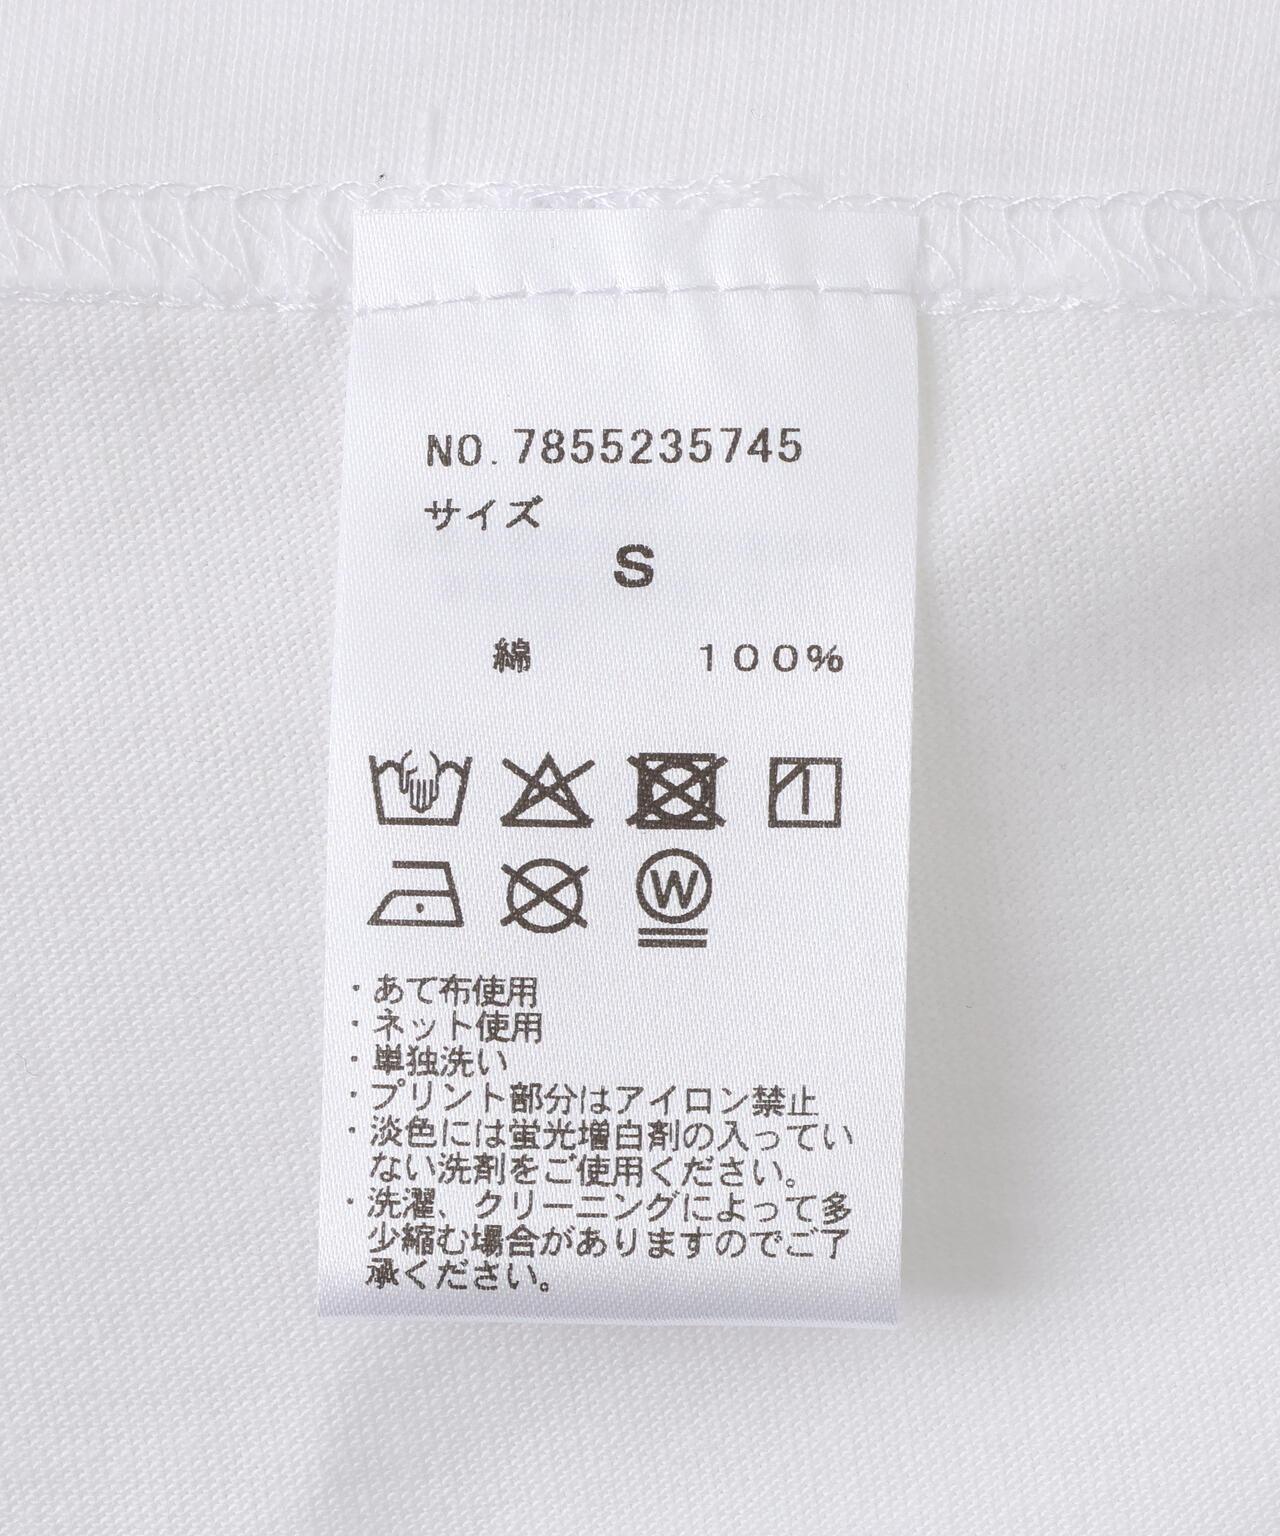 NO.7855235745
サイズ
S
綿 100%
W
・あて布使用
・ネット使用
・単独洗い
・プリント部分はアイロン禁止
・淡色には蛍光増白剤の入ってい
ない洗剤をご使用ください。
・洗濯、クリーニングによって多
少縮む場合がありますのでご了
承ください。